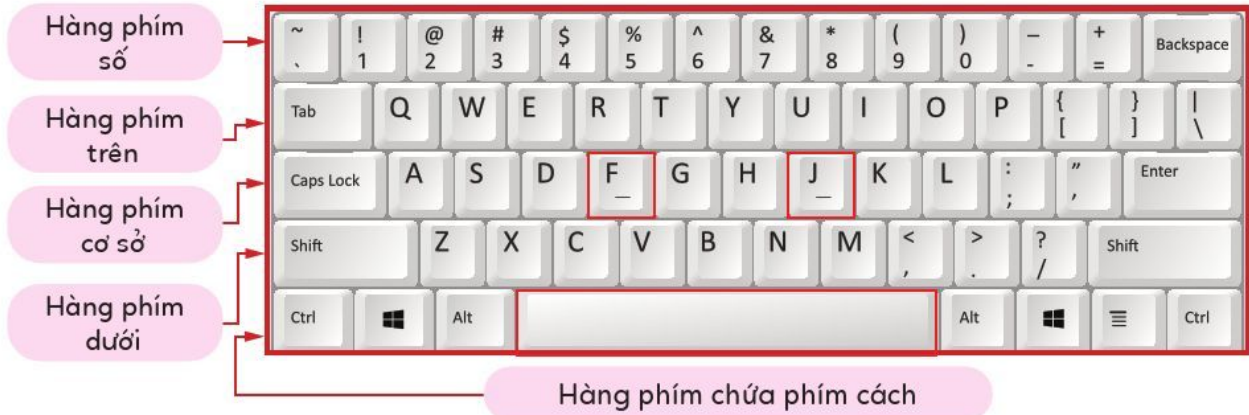 Hàng phím
số
~ ! @ # $ % ^ & * ( ) _ + Backspace
` 1 2 3 4 5 6 7 8 9 0 - =
Hàng phím
trên
Tab Q W E R T Y U I O P { } |
[ ] \
Hàng phím
cơ sở
Caps Lock A S D F G H J K L : " Enter
; '
Hàng phím
dưới
Shift Z X C V B N M < > ? Shift
, . /
Ctrl Alt Alt Ctrl
Hàng phím chứa phím cách